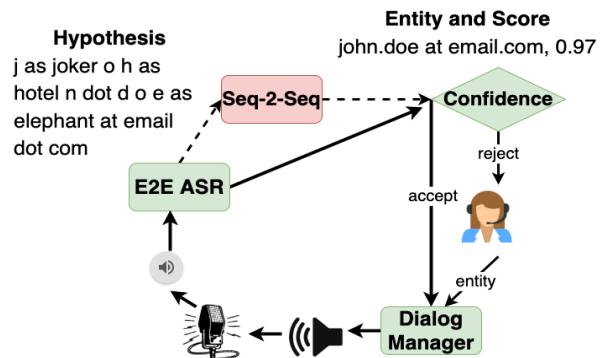 Hypothesis
j as joker o h as
hotel n dot d o e as
elephant at email
dot com
Entity and Score
john.doe at email.com, 0.97
Seq-2-Seq
Confidence
E2E ASR
reject
accept
entity
Dialog
Manager